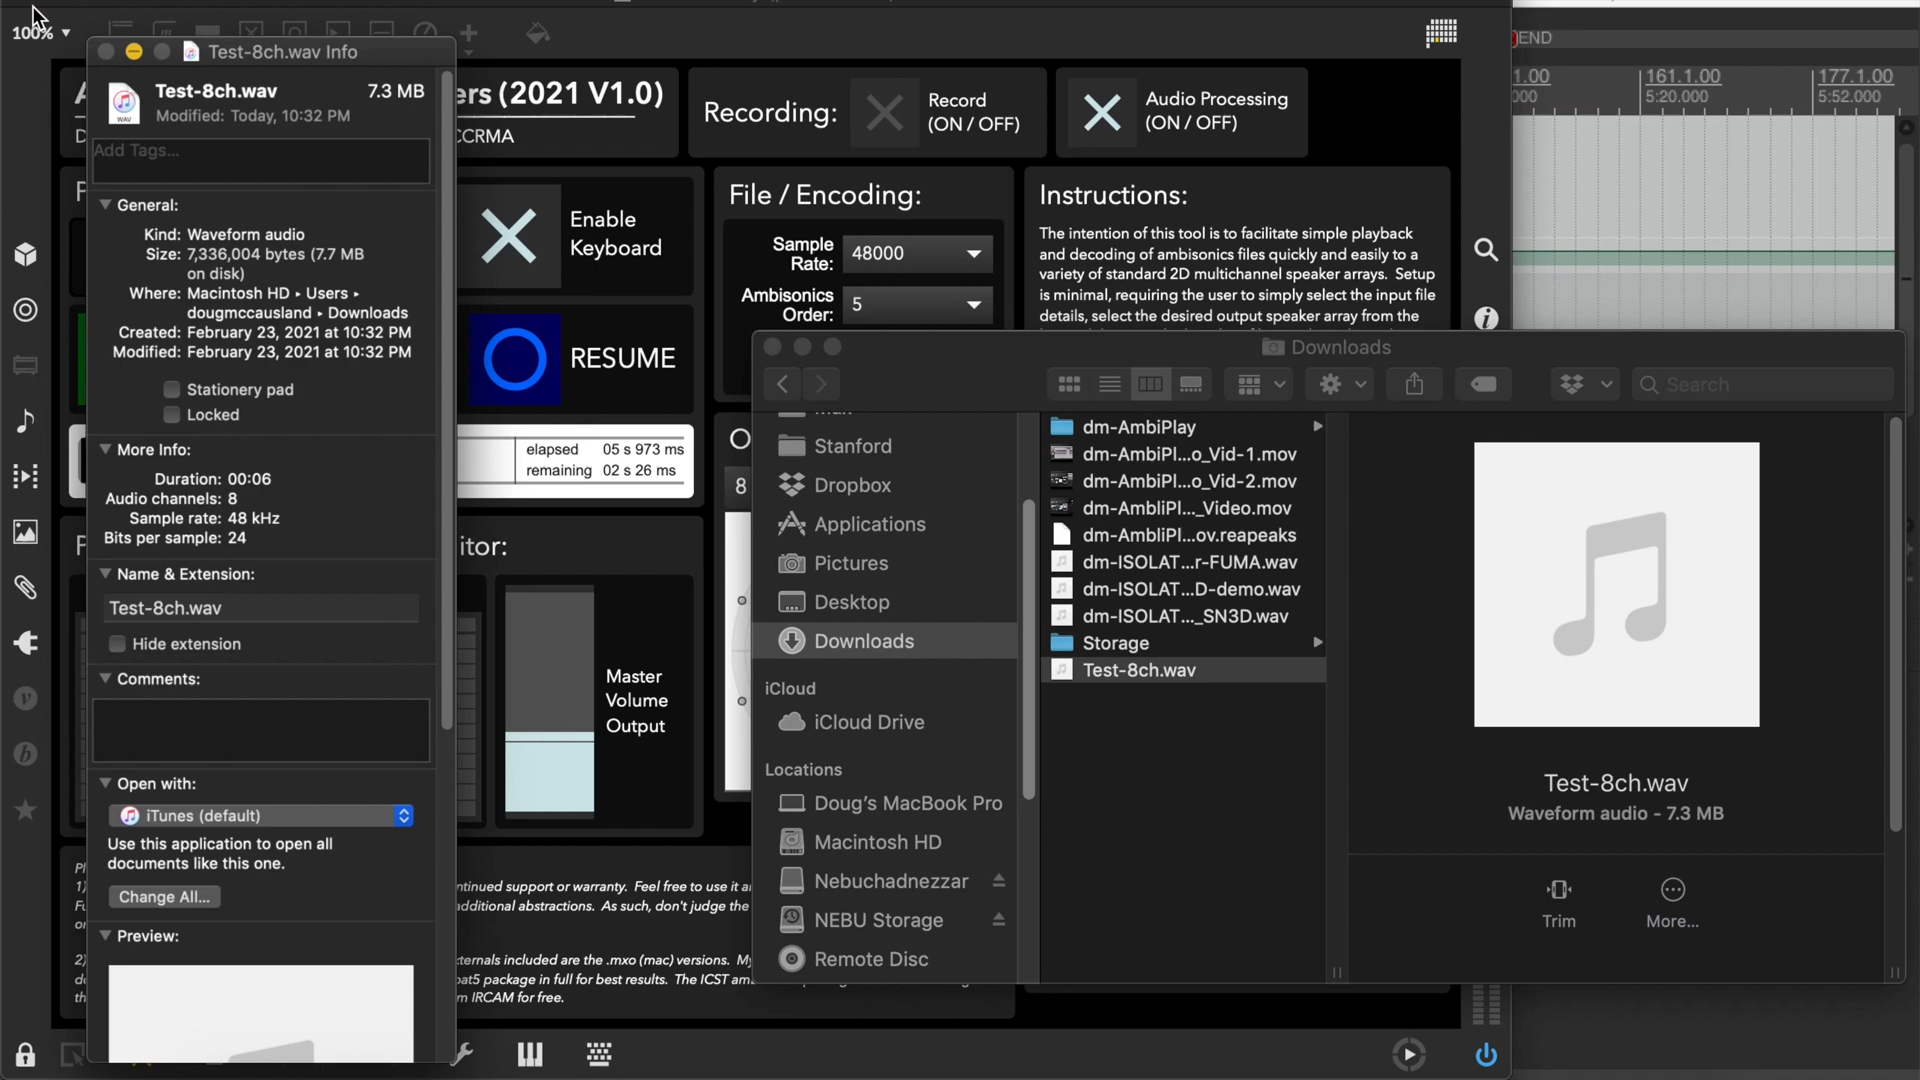 100%
Test-8ch.wav Info
Test-8ch.wav 7.3 MB
Modified: Today, 10:32 PM
Add Tags...
General:
Kind: Waveform audio
Size: 7,336,004 bytes (7.7 MB
on disk)
Where: Macintosh HD ▸ Users ▸
dougmccausland ▸ Downloads
Created: February 23, 2021 at 10:32 PM
Modified: February 23, 2021 at 10:32 PM
Stationery pad
Locked
More Info:
Duration: 00:06
Audio channels: 8
Sample rate: 48 kHz
Bits per sample: 24
Name & Extension:
Test-8ch.wav
Hide extension
Comments:
Open with:
iTunes (default)
Use this application to open all
documents like this one.
Change All...
Preview:
ers (2021 V1.0)
CCRMA
Recording:
Record
(ON / OFF)
Audio Processing
(ON / OFF)
Enable
Keyboard
RESUME
elapsed 05 s 973 ms
remaining 02 s 26 ms
itor:
Master
Volume
Output
File / Encoding:
Sample
Rate:
48000
Ambisonics
Order:
5
8
Instructions:
The intention of this tool is to facilitate simple playback
and decoding of ambisonics files quickly and easily to a
variety of standard 2D multichannel speaker arrays. Setup
is minimal, requiring the user to simply select the input file
details, select the desired output speaker array from the
ntinued support or warranty. Feel free to use it a
dditional abstractions. As such, don't judge the
1)
2)
ternals included are the .mxo (mac) versions. My
pat5 package in full for best results. The ICST am
m IRCAM for free.
END
1.00
000
161.1.00
5:20.000
177.1.00
5:52.000
Downloads
Search
Stanford
Dropbox
Applications
Pictures
Desktop
Downloads
iCloud
iCloud Drive
Locations
Doug's MacBook Pro
Macintosh HD
Nebuchadnezzar
NEBU Storage
Remote Disc
dm-AmbiPlay
dm-AmbiPl...o_Vid-1.mov
dm-AmbiPl...o_Vid-2.mov
dm-AmbliPl..._Video.mov
dm-AmbliPl...ov.reapeaks
dm-ISOLAT...r-FUMA.wav
dm-ISOLAT...D-demo.wav
dm-ISOLAT..._SN3D.wav
Storage
Test-8ch.wav
Test-8ch.wav
Waveform audio - 7.3 MB
Trim
More...